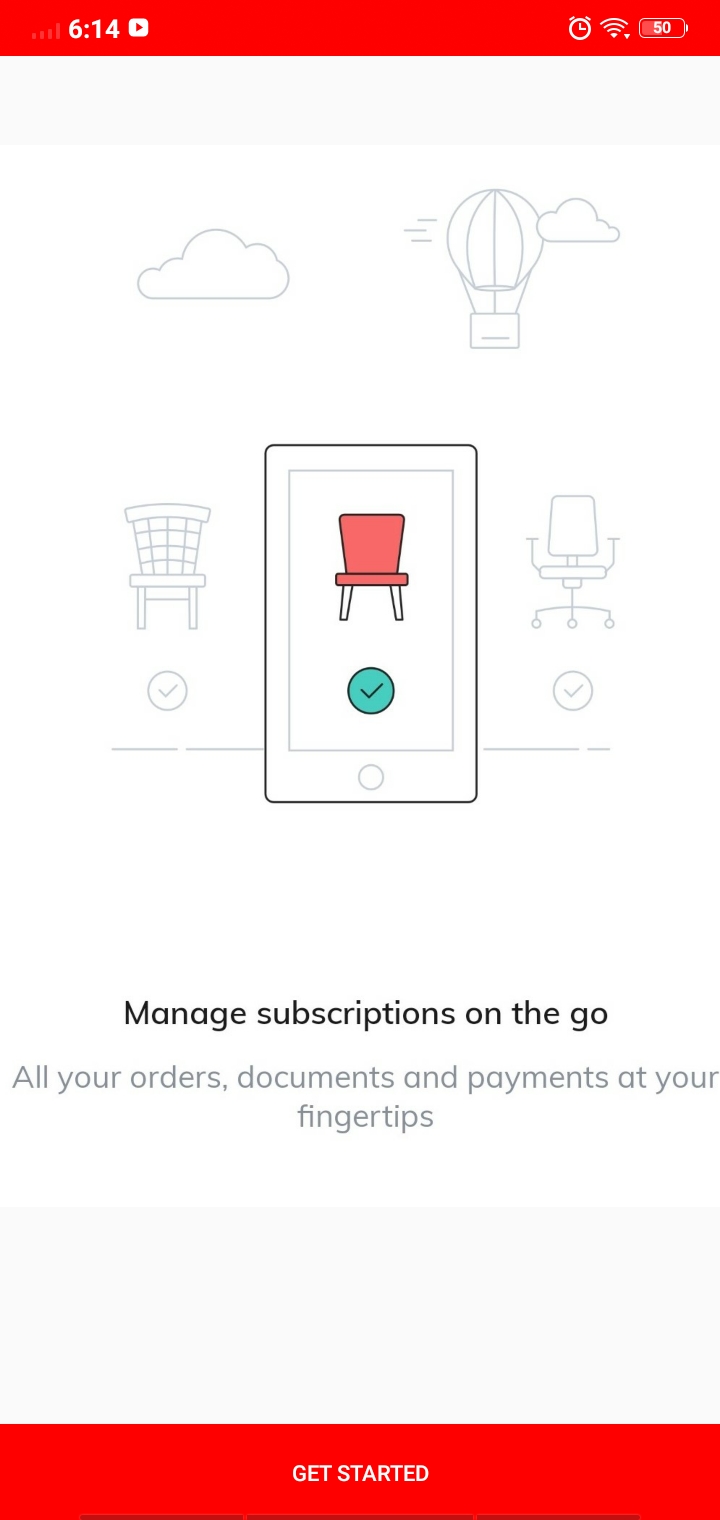 6:14
50
Manage subscriptions on the go
All your orders, documents and payments at your
fingertips
GET STARTED